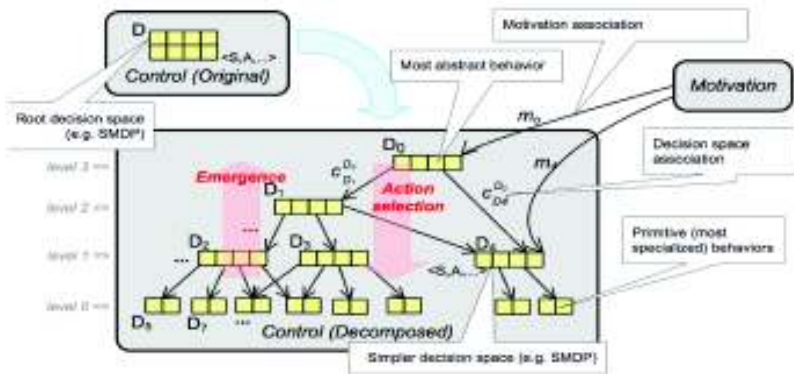 D
<S,A,...>
Control (Original)
Motivation association
Most abstract behavior
Motivation
Root decision space
(e.g. SMDP)
m₀
D₀
level 3 ==
Emergence
Action
selection
Decision space
association
m₄
D₁
level 2 ==
...
D₂
D₃
D₄
Primitive (most
specialized) behaviors
...
level 1 ==
<S,A,...>
level 0 ==
D₅
D₇
...
Control (Decomposed)
Simpler decision space (e.g. SMDP)